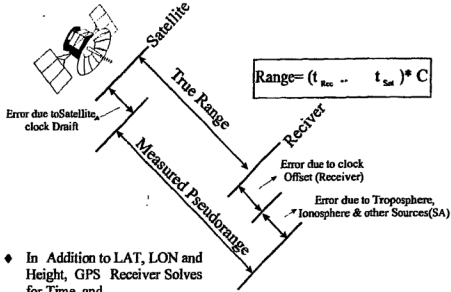 Satellite
True Range
Range= (t Rec -- t Sat )* C
Error due toSatellite
clock Draift
Reciver
Error due to clock
Offset (Receiver)
Measured Pseudorange
Error due to Troposphere,
Ionosphere & other Sources(SA)
♦ In Addition to LAT, LON and
Height, GPS Receiver Solves
for Time, and